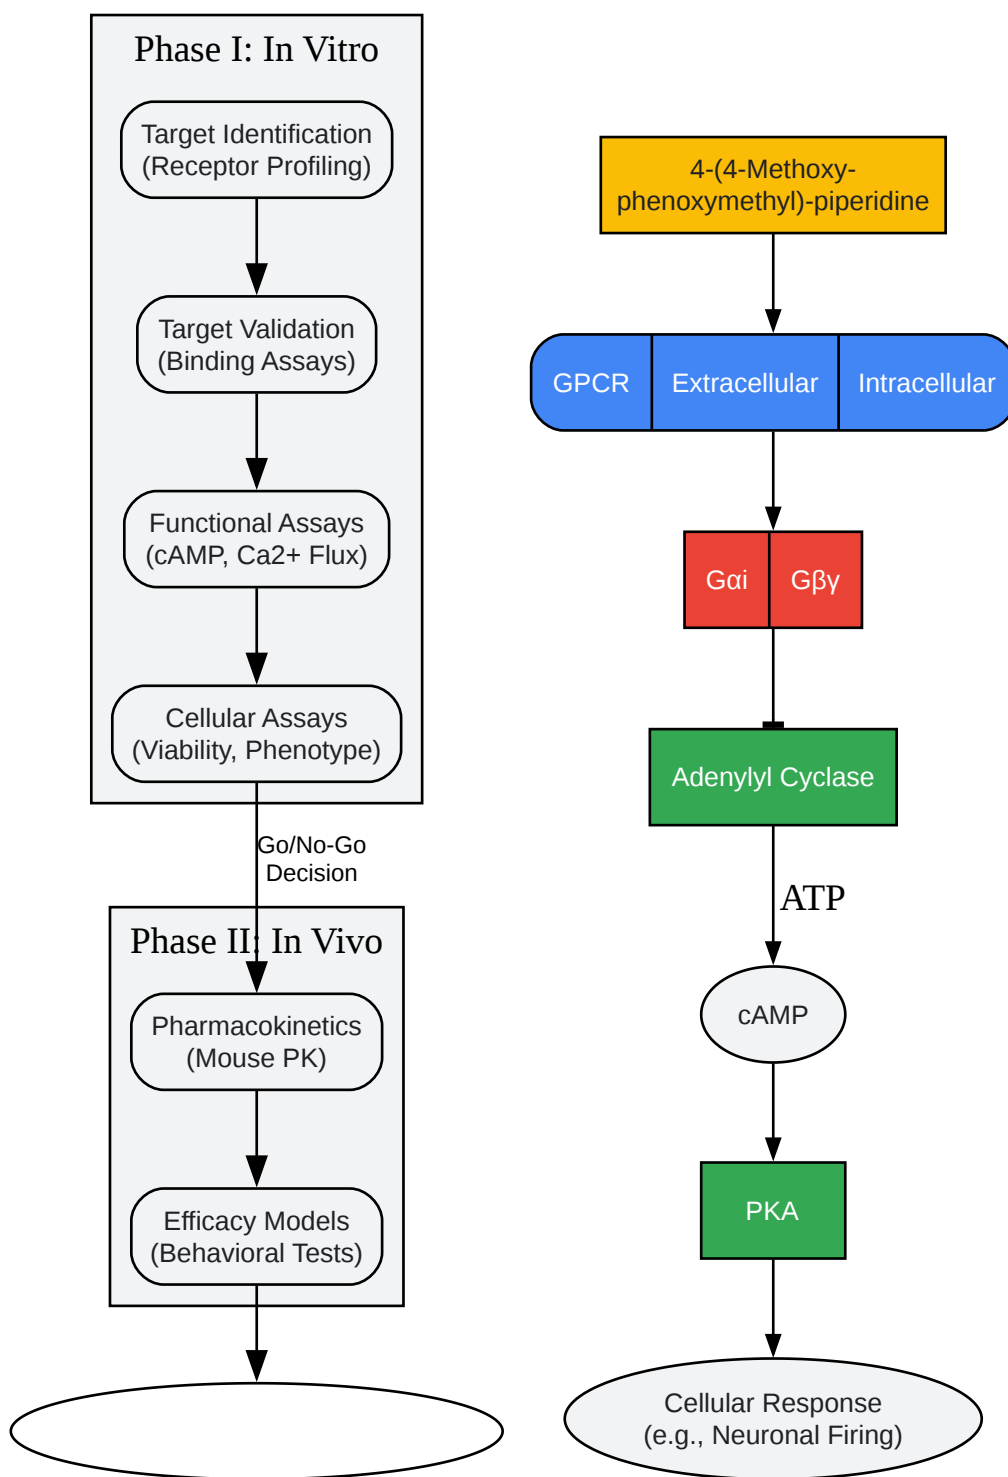 Phase I: In Vitro
Target Identification
(Receptor Profiling)
Target Validation
(Binding Assays)
Functional Assays
(cAMP, Ca2+ Flux)
Cellular Assays
(Viability, Phenotype)
Go/No-Go
Decision
Phase II: In Vivo
Pharmacokinetics
(Mouse PK)
Efficacy Models
(Behavioral Tests)
4-(4-Methoxy-
phenoxymethyl)-piperidine
GPCR
Extracellular
Intracellular
Gαi
Gβγ
Adenylyl Cyclase
ATP
cAMP
PKA
Cellular Response
(e.g., Neuronal Firing)